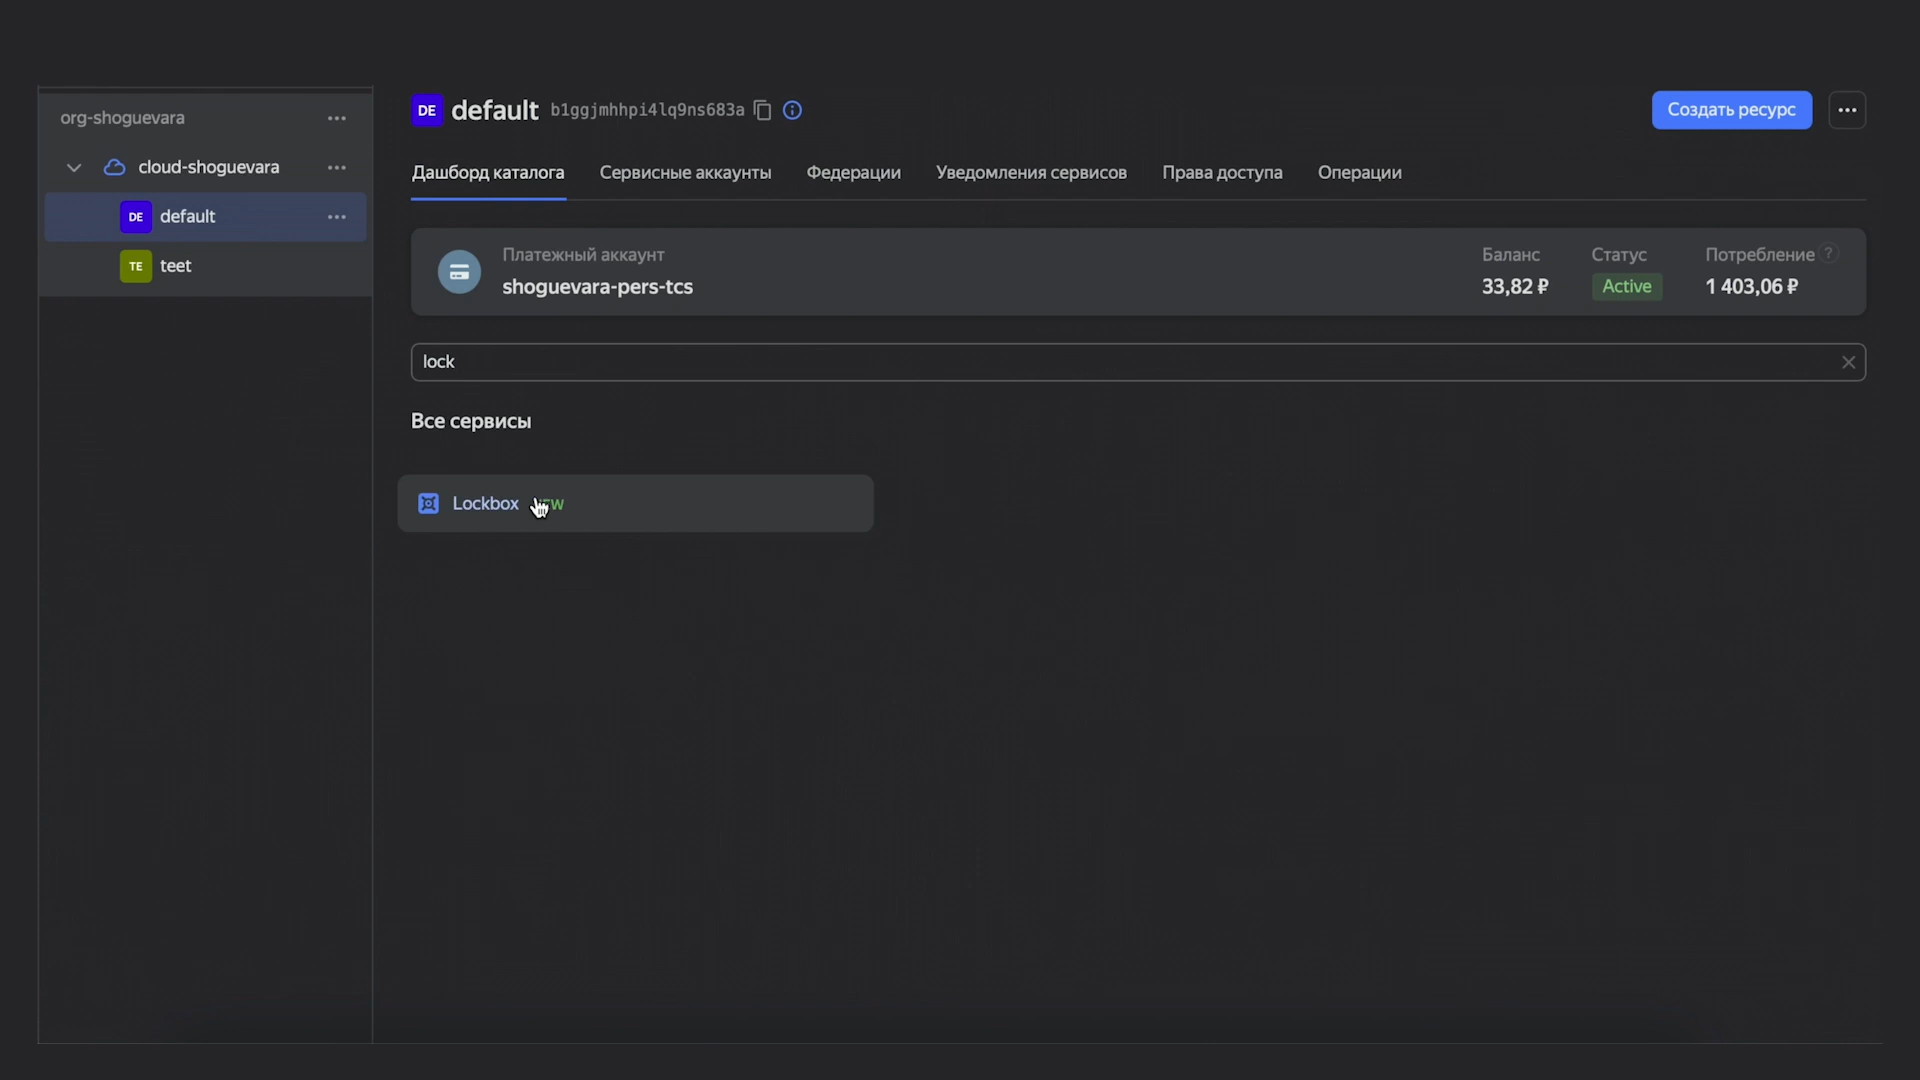 org-shoguevara
cloud-shoguevara
DE default
TE teet
DE default b1ggjmhhpi4lq9ns683a
Создать ресурс
Дашборд каталога Сервисные аккаунты Федерации Уведомления сервисов Права доступа Операции
Платежный аккаунт
shoguevara-pers-tcs
Баланс
33,82 ₽
Статус
Active
Потребление ?
1 403,06 ₽
lock
Все сервисы
Lockbox